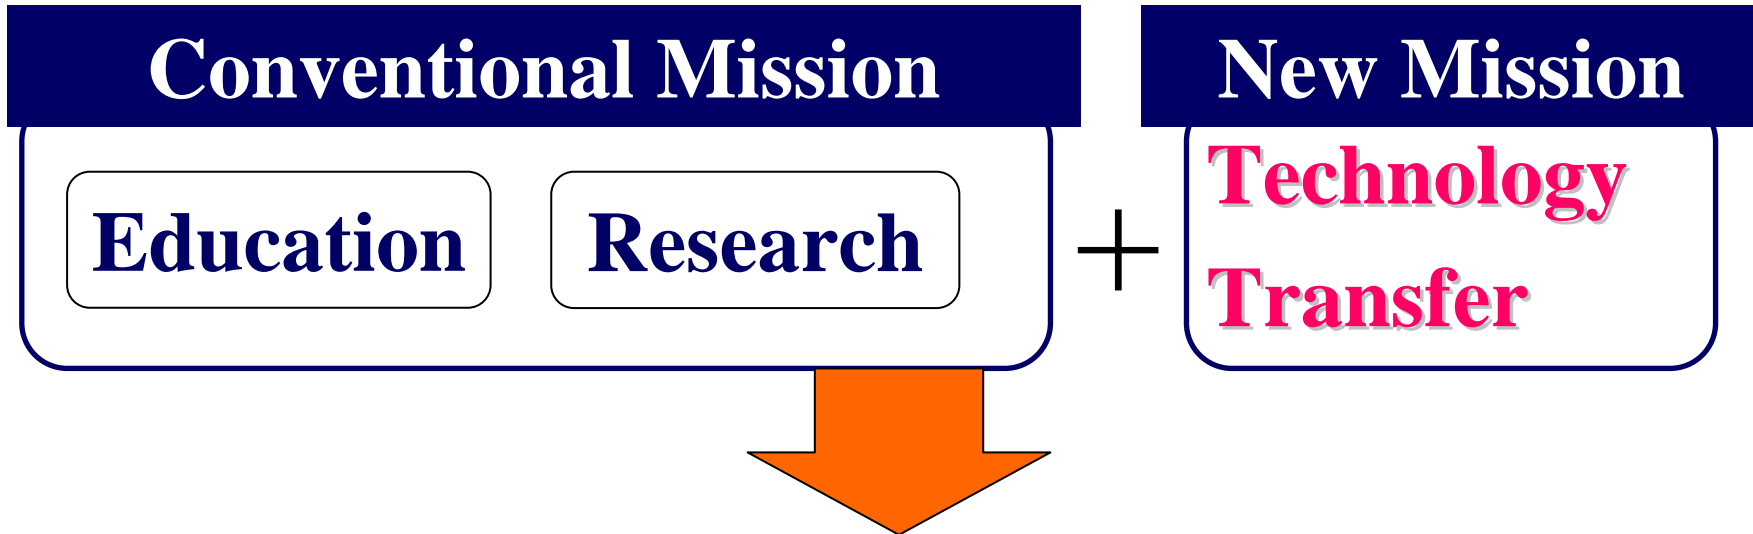 Conventional Mission
New Mission
Education
Research
+
Technology
Transfer